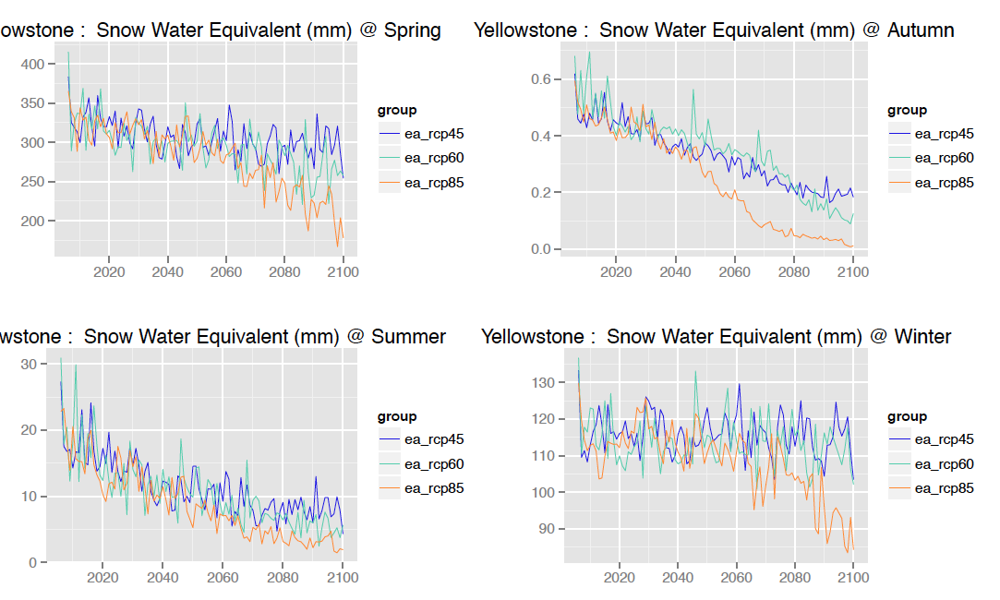 owstone : Snow Water Equivalent (mm) @ Spring
400
350
300
250
200
2020 2040 2060 2080 2100
group
ea_rcp45
ea_rcp60
ea_rcp85
Yellowstone : Snow Water Equivalent (mm) @ Autumn
0.6
0.4
0.2
0.0
2020 2040 2060 2080 2100
group
ea_rcp45
ea_rcp60
ea_rcp85
wstone : Snow Water Equivalent (mm) @ Summer
30
20
10
0
2020 2040 2060 2080 2100
group
ea_rcp45
ea_rcp60
ea_rcp85
Yellowstone : Snow Water Equivalent (mm) @ Winter
130
120
110
100
90
2020 2040 2060 2080 2100
group
ea_rcp45
ea_rcp60
ea_rcp85